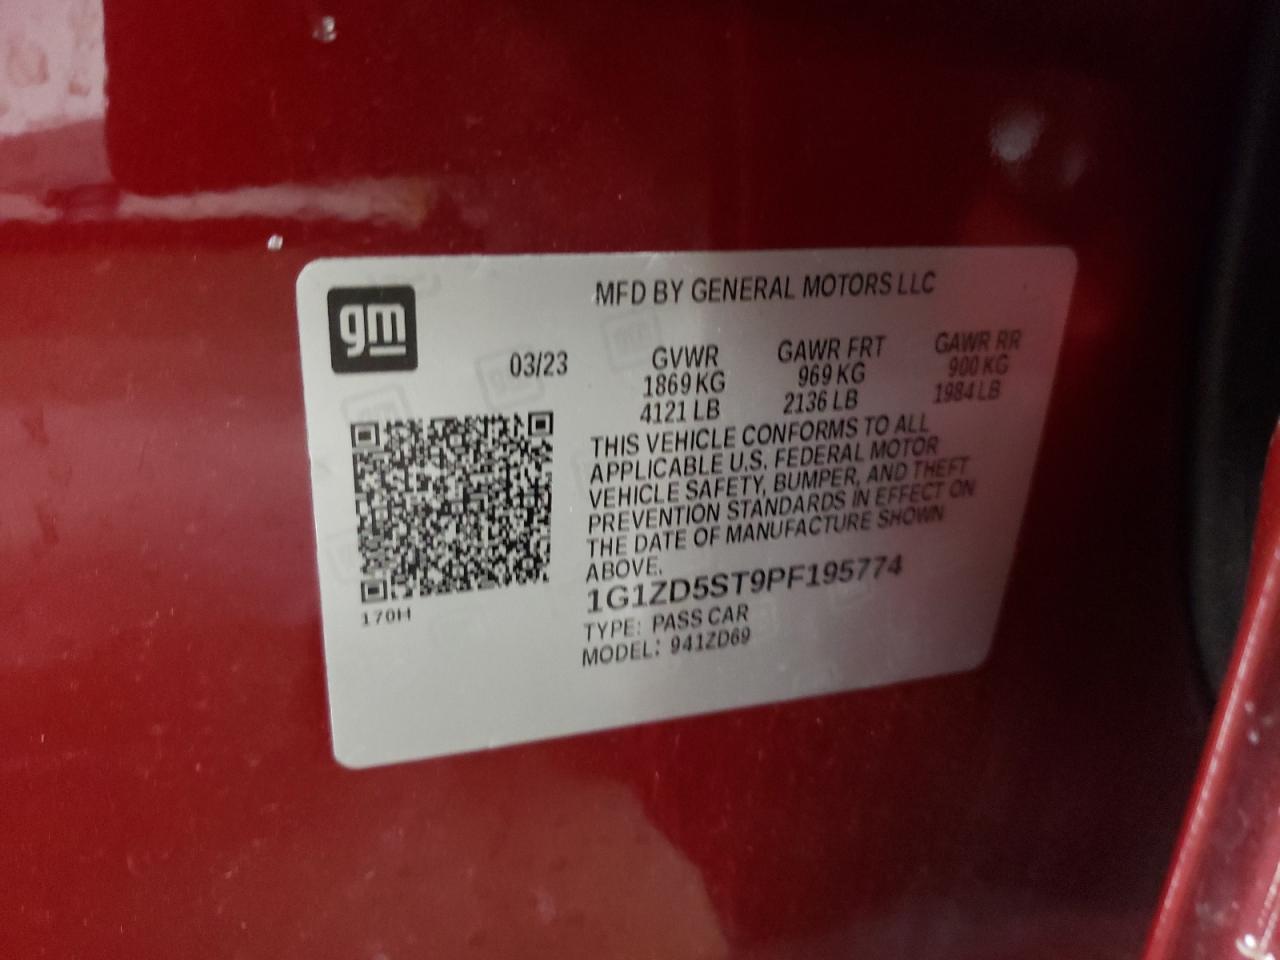 gm
MFD BY GENERAL MOTORS LLC
03/23
GVWR GAWR FRT GAWR RR
1869 KG 969 KG 900 KG
4121 LB 2136 LB 1984 LB
THIS VEHICLE CONFORMS TO ALL
APPLICABLE U.S. FEDERAL MOTOR
VEHICLE SAFETY, BUMPER, AND THEFT
PREVENTION STANDARDS IN EFFECT ON
THE DATE OF MANUFACTURE SHOWN
ABOVE.
1G1ZD5ST9PF195774
170H
TYPE: PASS CAR
MODEL: 941ZD69